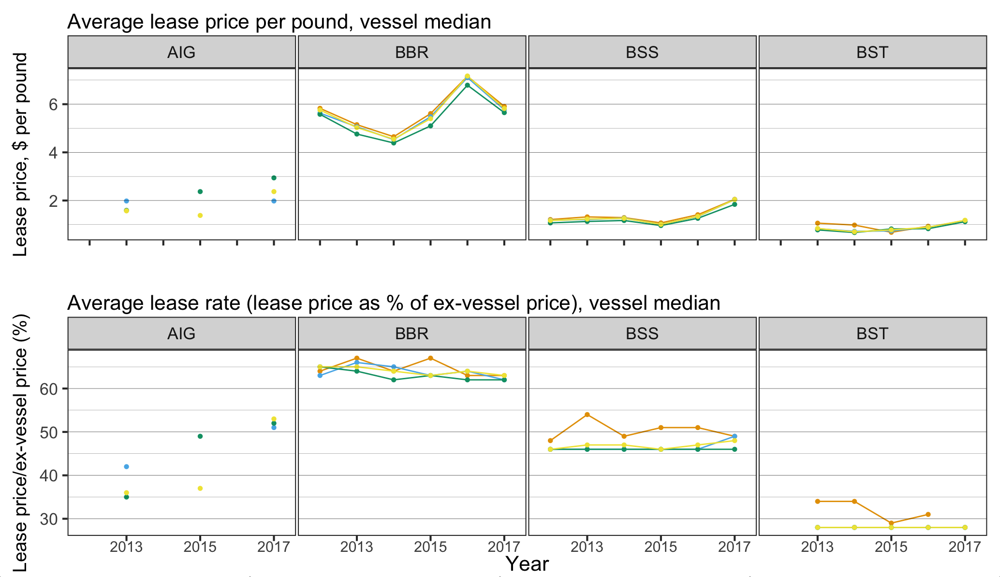 Average lease price per pound, vessel median
AIG BBR BSS BST
Lease price, $ per pound
6
4
2
Average lease rate (lease price as % of ex-vessel price), vessel median
AIG BBR BSS BST
Lease price/ex-vessel price (%)
60
50
40
30
2013 2015 2017 2013 2015 2017 2013 2015 2017 2013 2015 2017
Year